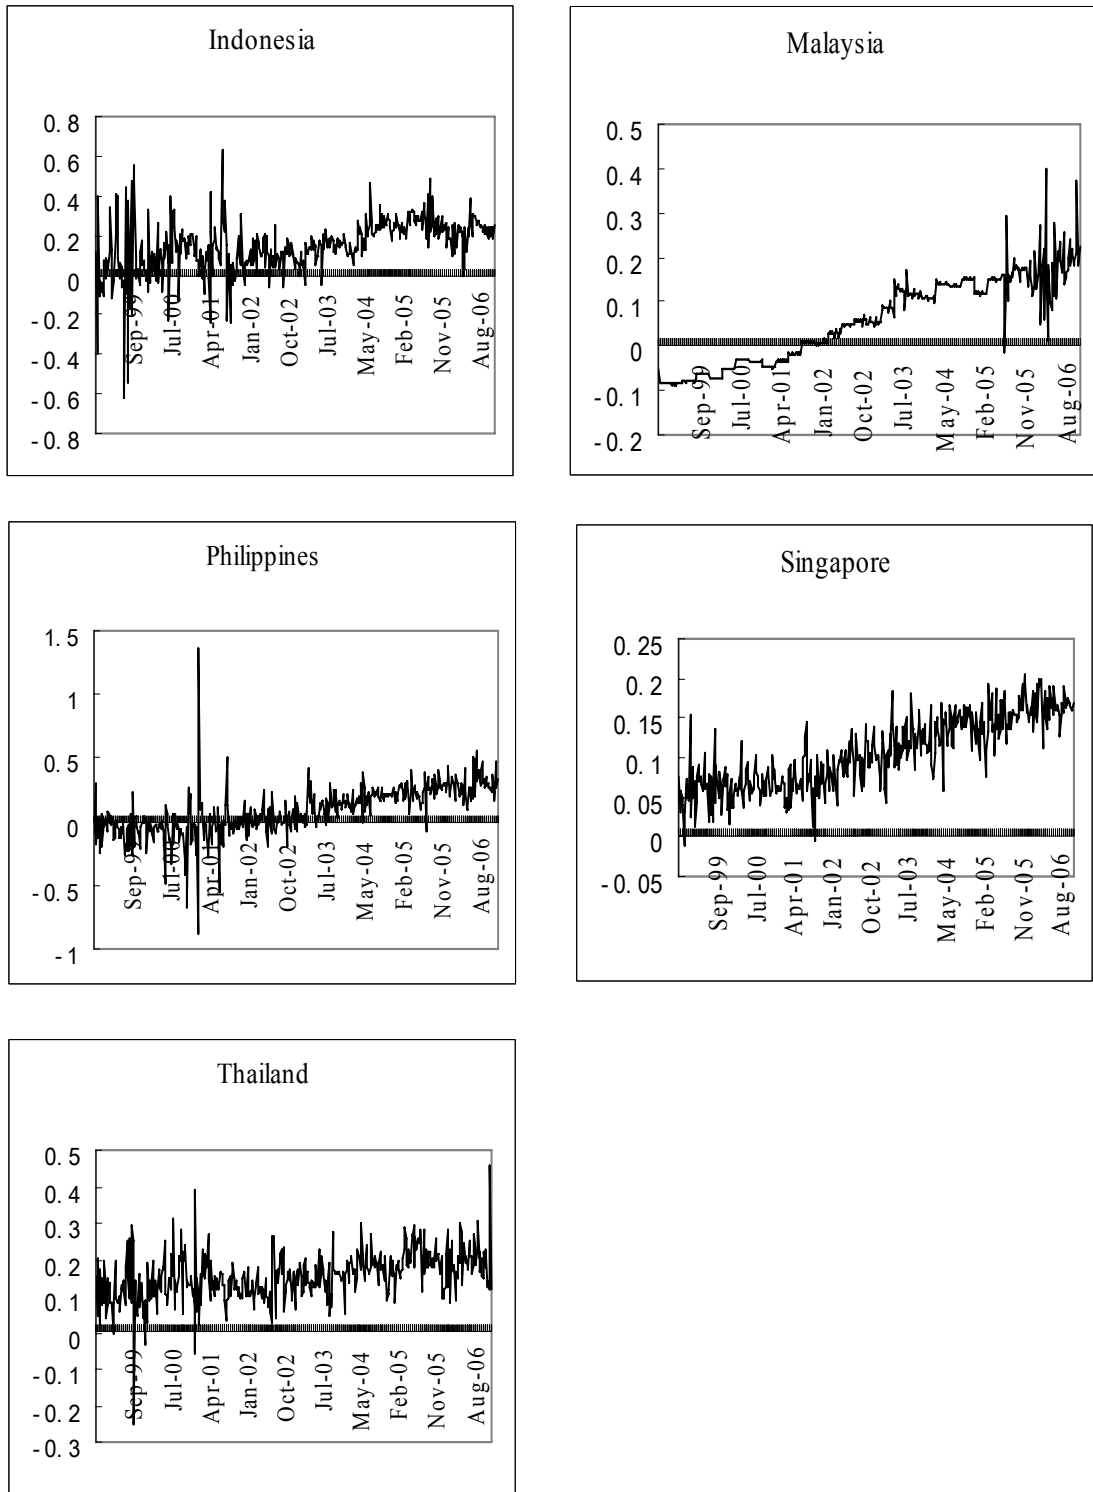 Indonesia
0.8
0.6
0.4
0.2
0
-0.2
-0.4
-0.6
-0.8
Sep-99
Jul-00
Apr-01
Jan-02
Oct-02
Jul-03
May-04
Feb-05
Nov-05
Aug-06
Malaysia
0.5
0.4
0.3
0.2
0.1
0
-0.1
-0.2
Sep-99
Jul-00
Apr-01
Jan-02
Oct-02
Jul-03
May-04
Feb-05
Nov-05
Aug-06
Philippines
1.5
1
0.5
0
-0.5
-1
Sep-99
Jul-00
Apr-01
Jan-02
Oct-02
Jul-03
May-04
Feb-05
Nov-05
Aug-06
Singapore
0.25
0.2
0.15
0.1
0.05
0
-0.05
Sep-99
Jul-00
Apr-01
Jan-02
Oct-02
Jul-03
May-04
Feb-05
Nov-05
Aug-06
Thailand
0.5
0.4
0.3
0.2
0.1
0
-0.1
-0.2
-0.3
Sep-99
Jul-00
Apr-01
Jan-02
Oct-02
Jul-03
May-04
Feb-05
Nov-05
Aug-06